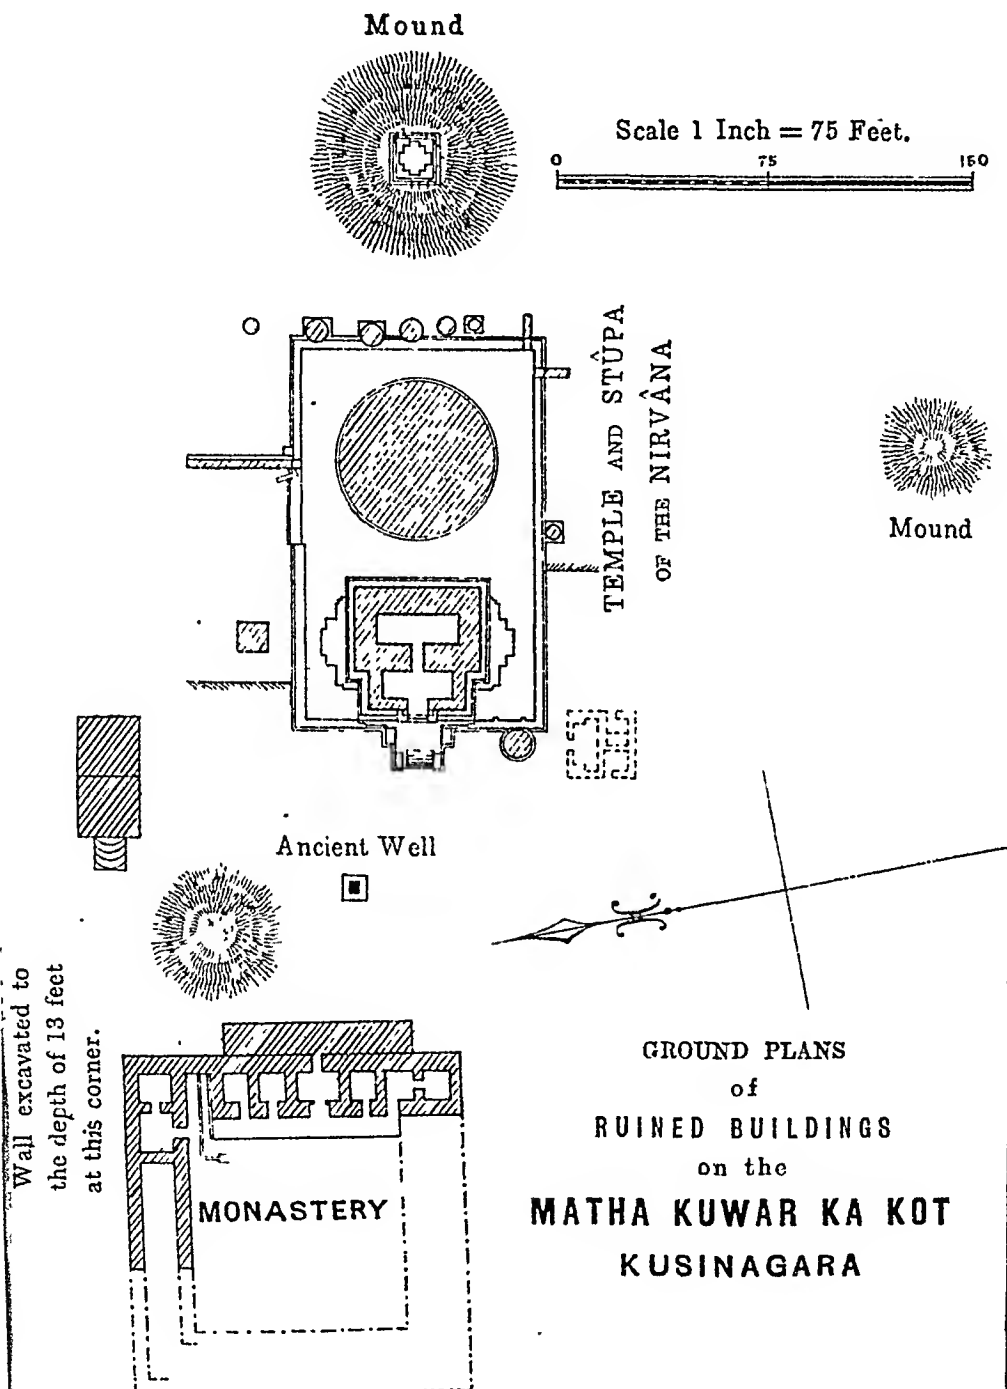 Mound
Scale 1 Inch = 75 Feet.
0 75 150
TEMPLE AND STÛPA
OF THE NIRVÂNA
Mound
Ancient Well
Wall excavated to
the depth of 13 feet
at this corner.
MONASTERY
GROUND PLANS
of
RUINED BUILDINGS
on the
MATHA KUWAR KA KOT
KUSINAGARA